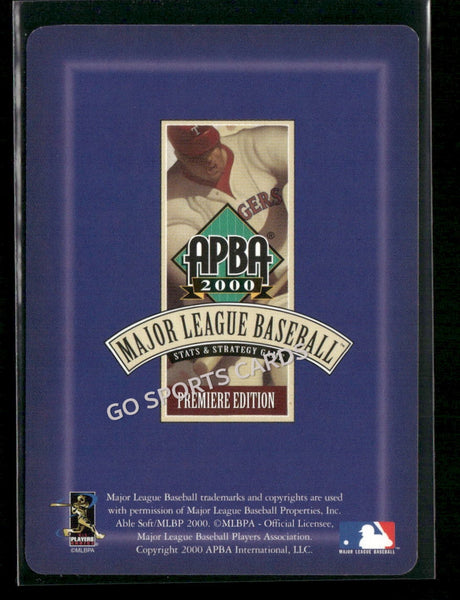 T
GERS
APBA®
2000
MAJOR LEAGUE BASEBALL™
STATS & STRATEGY GAME
GO SPORTS CARDS
PREMIERE EDITION
Major League Baseball trademarks and copyrights are used
with permission of Major League Baseball Properties, Inc.
Able Soft/MLBP 2000. ©MLBPA - Official Licensee,
Major League Baseball Players Association.
Copyright 2000 APBA International, LLC.
PLAYERS
CHOICE
©MLBPA
MAJOR LEAGUE BASEBALL